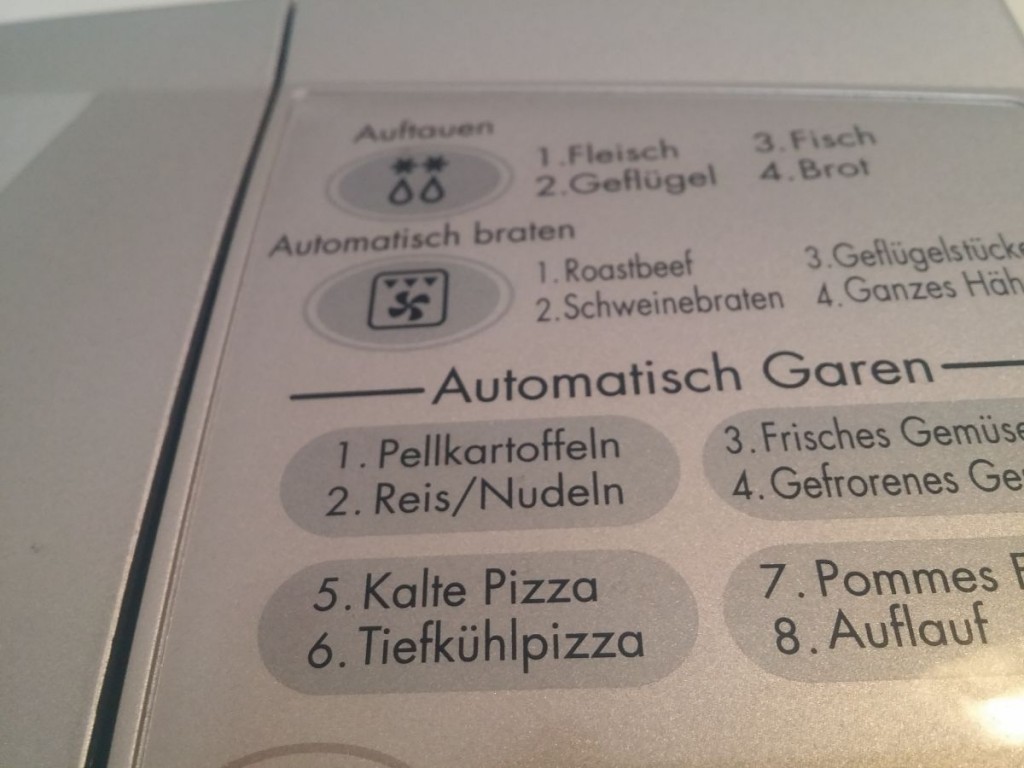 Auftauen
1.Fleisch
2.Geflügel
3.Fisch
4.Brot
Automatisch braten
1.Roastbeef
2.Schweinebraten
3.Geflügelstücke
4.Ganzes
Automatisch Garen
1. Pellkartoffeln
2. Reis/Nudeln
3.Frisches Gemüse
4.Gefrorenes
5.Kalte Pizza
6.Tiefkühlpizza
7.Pommes
8.Auflauf